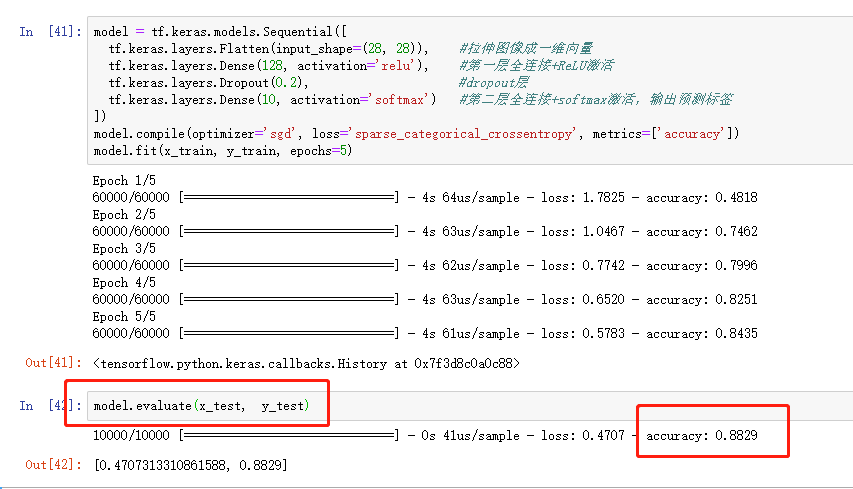 In [41]: model = tf.keras.models.Sequential([
tf.keras.layers.Flatten(input_shape=(28, 28)), #拉伸图像成一维向量
tf.keras.layers.Dense(128, activation='relu'), #第一层全连接+ReLU激活
tf.keras.layers.Dropout(0.2), #dropout层
tf.keras.layers.Dense(10, activation='softmax') #第二层全连接+softmax激活，输出预测标签
])
model.compile(optimizer='sgd', loss='sparse_categorical_crossentropy', metrics=['accuracy'])
model.fit(x_train, y_train, epochs=5)
Epoch 1/5
60000/60000 [==============================] - 4s 64us/sample - loss: 1.7825 - accuracy: 0.4818
Epoch 2/5
60000/60000 [==============================] - 4s 63us/sample - loss: 1.0467 - accuracy: 0.7462
Epoch 3/5
60000/60000 [==============================] - 4s 62us/sample - loss: 0.7742 - accuracy: 0.7996
Epoch 4/5
60000/60000 [==============================] - 4s 63us/sample - loss: 0.6520 - accuracy: 0.8251
Epoch 5/5
60000/60000 [==============================] - 4s 61us/sample - loss: 0.5783 - accuracy: 0.8435
Out[41]: <tensorflow.python.keras.callbacks.History at 0x7f3d8c0a0c88>
In [42]: model.evaluate(x_test, y_test)
10000/10000 [==============================] - 0s 41us/sample - loss: 0.4707 - accuracy: 0.8829
Out[42]: [0.4707313310861588, 0.8829]